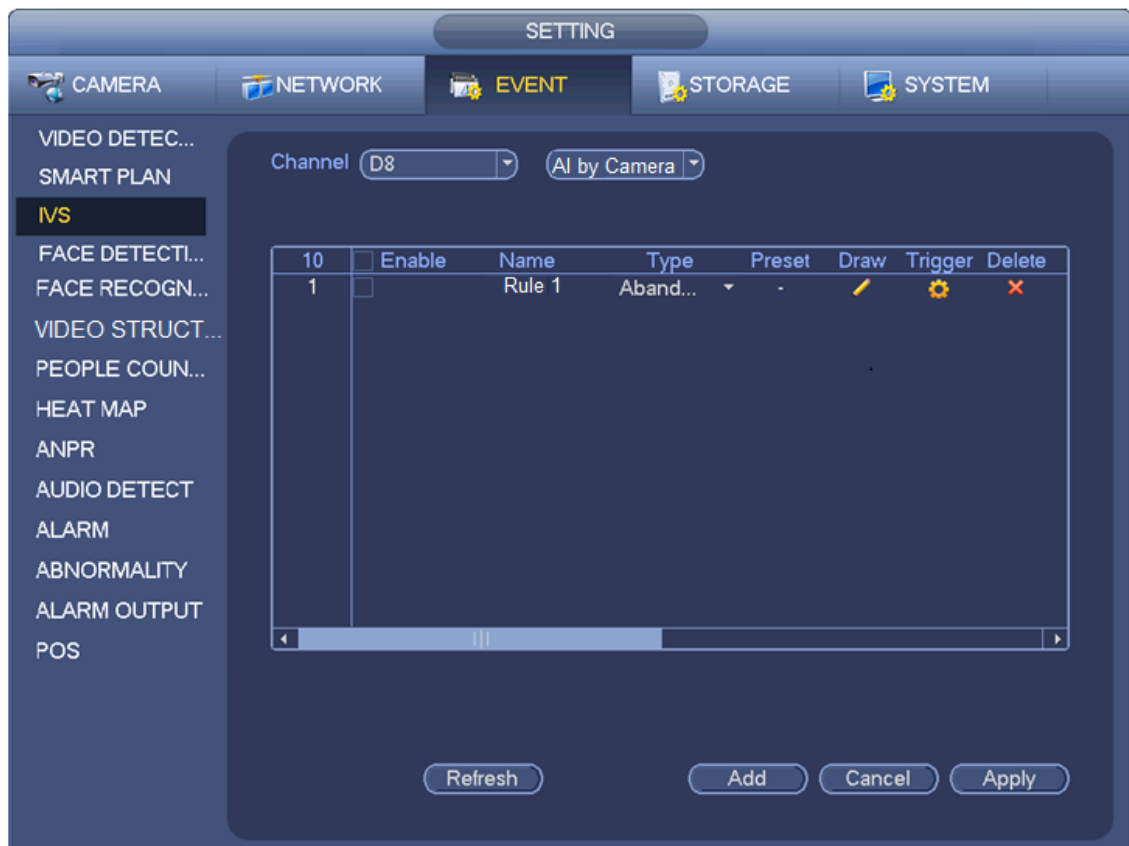 SETTING
CAMERA NETWORK EVENT STORAGE SYSTEM
VIDEO DETEC...
SMART PLAN
IVS
FACE DETECTI...
FACE RECOGN...
VIDEO STRUCT...
PEOPLE COUN...
HEAT MAP
ANPR
AUDIO DETECT
ALARM
ABNORMALITY
ALARM OUTPUT
POS
Channel D8 AI by Camera
10 Enable Name Type Preset Draw Trigger Delete
1 Rule 1 Aband... -
Refresh Add Cancel Apply